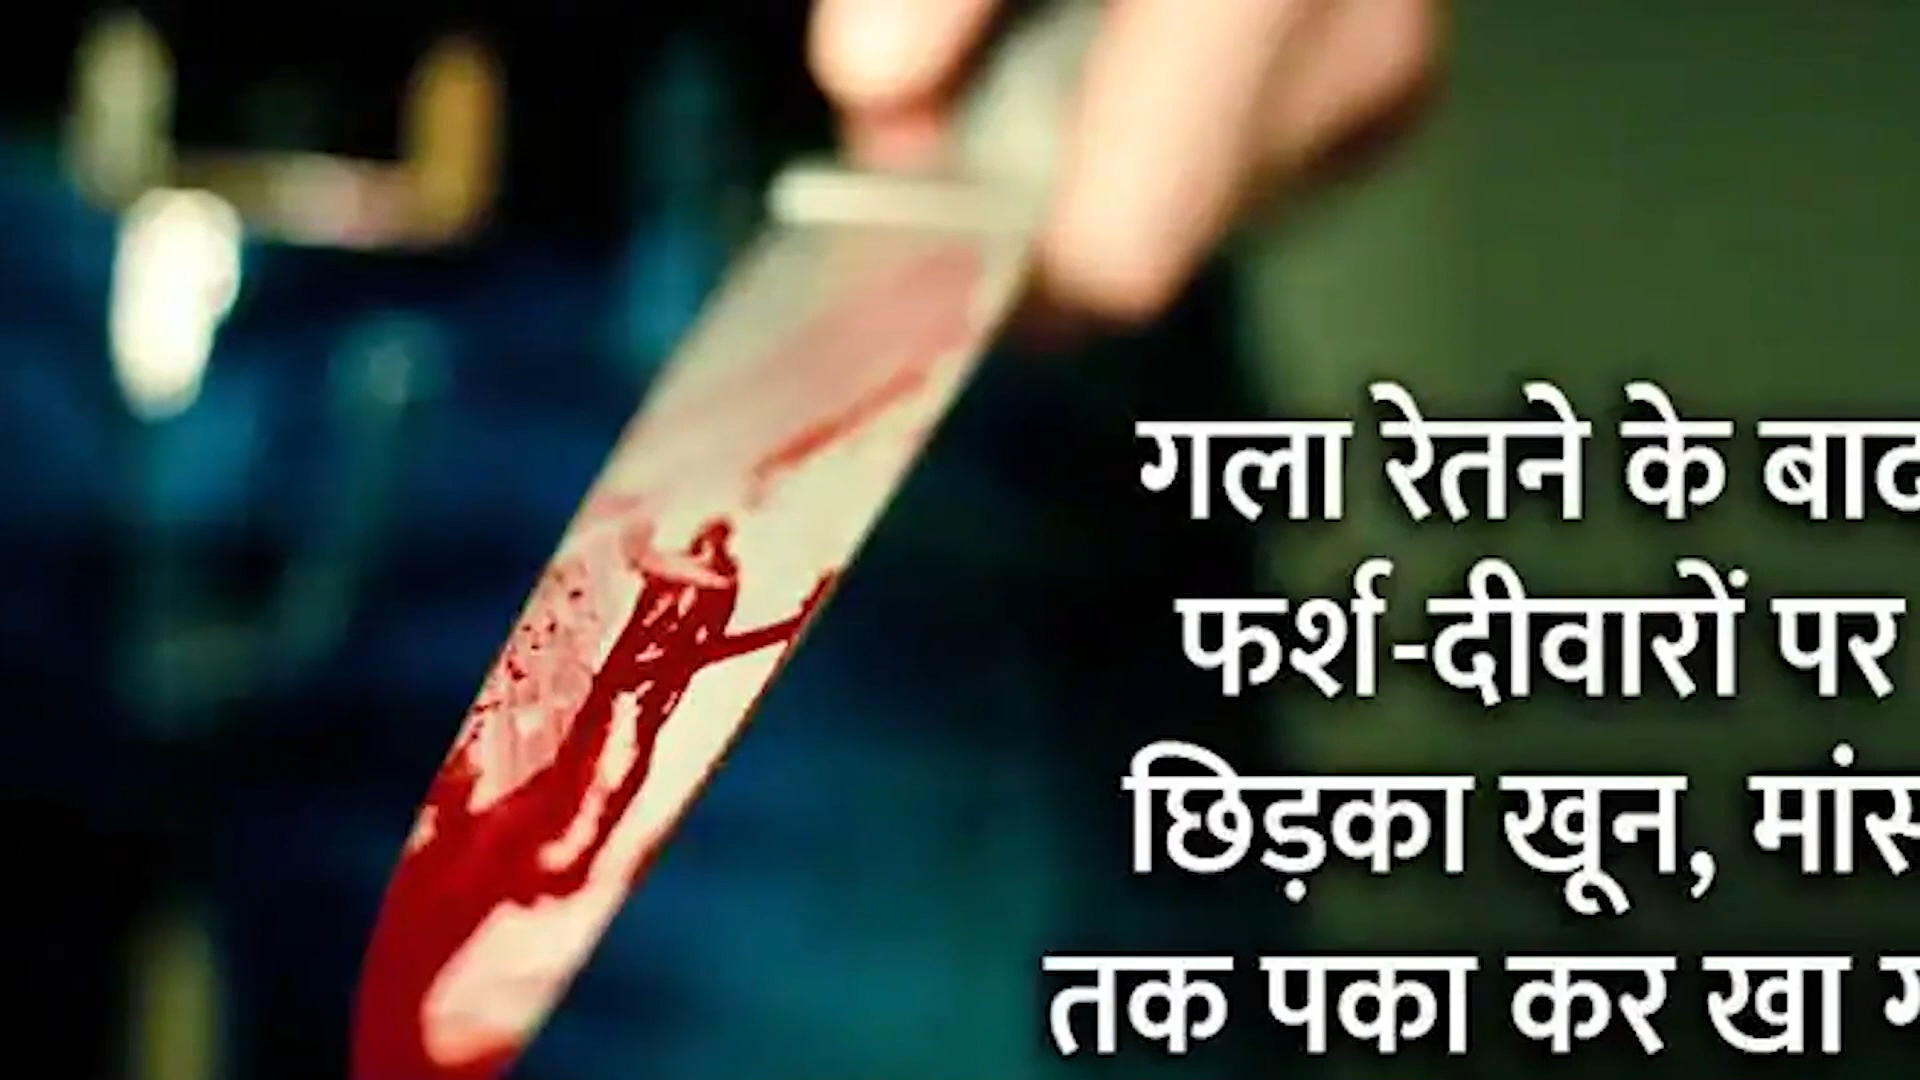 गला रेतने के बाद
फर्श-दीवारों पर
छिड़का खून, मांस
तक पका कर खा